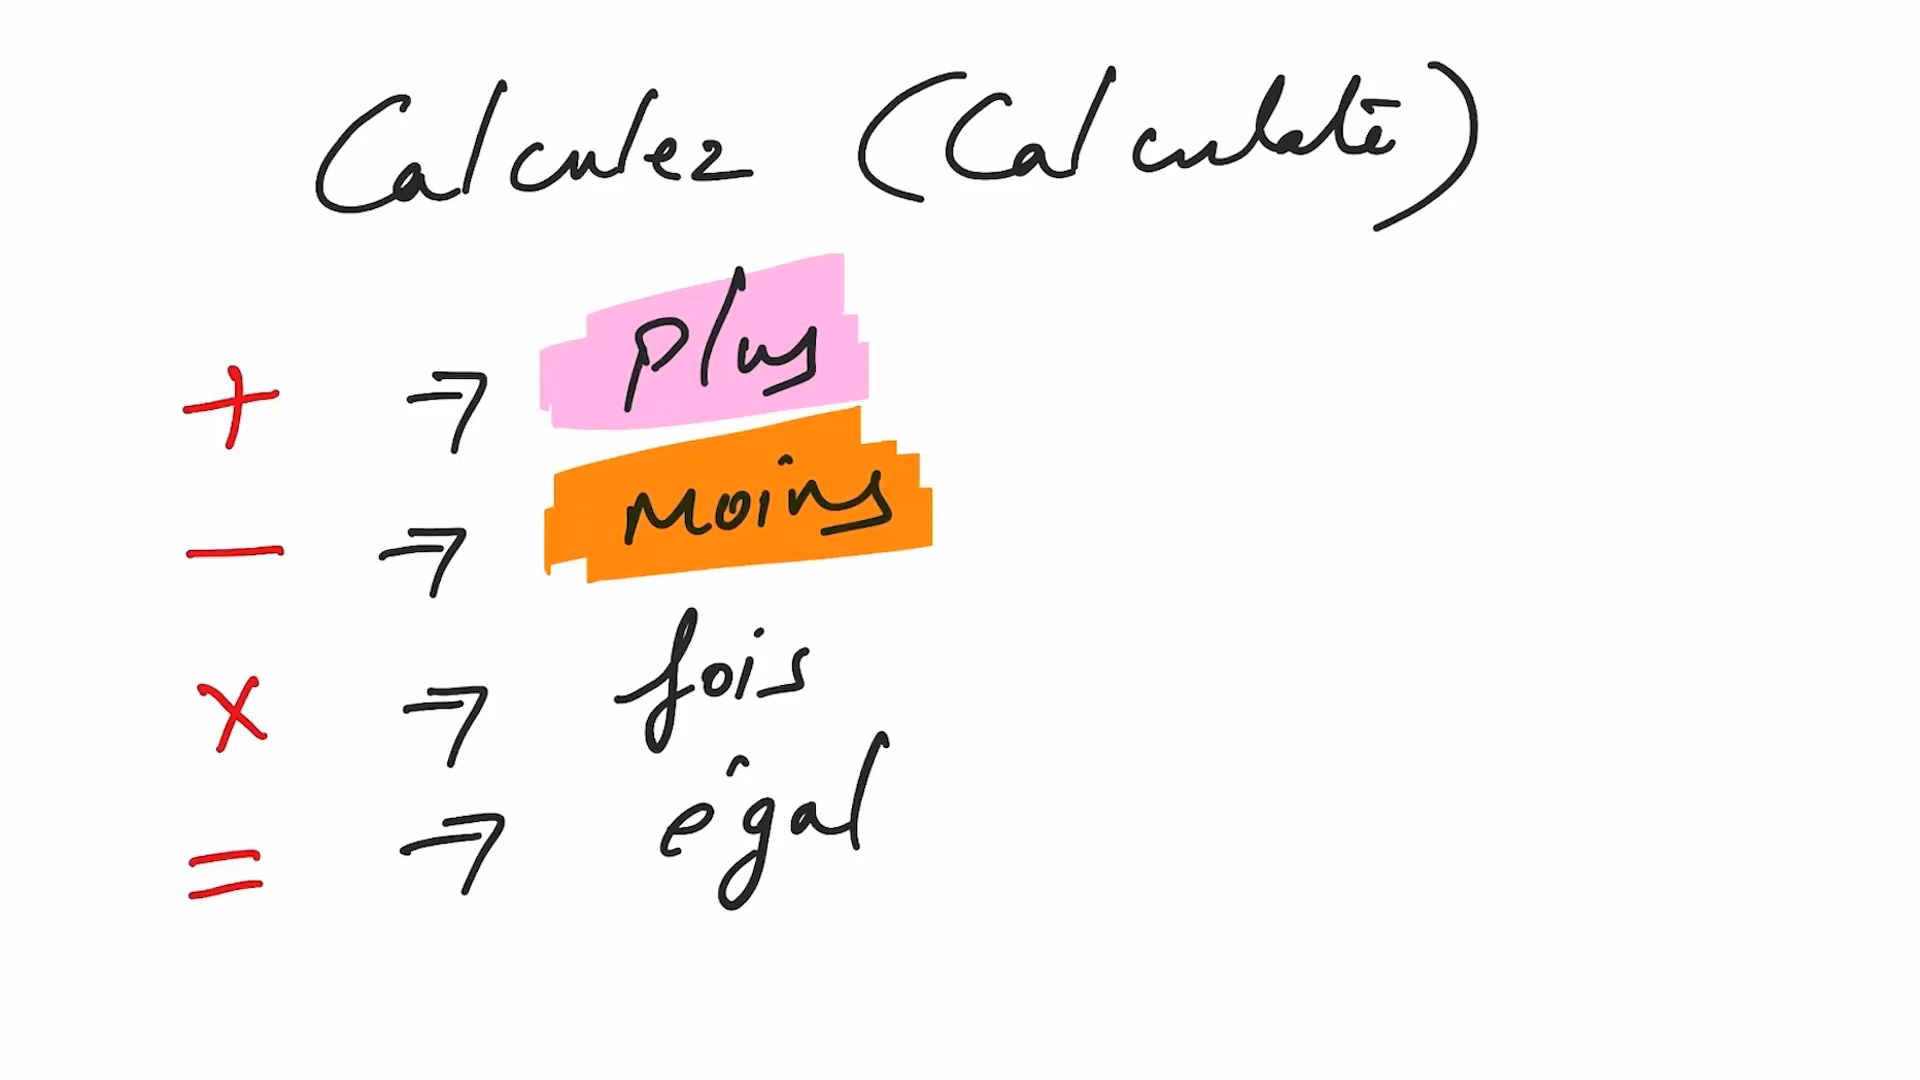 Calculez (Calculate)
+ → plus
− → Moins
× → fois
= → égal